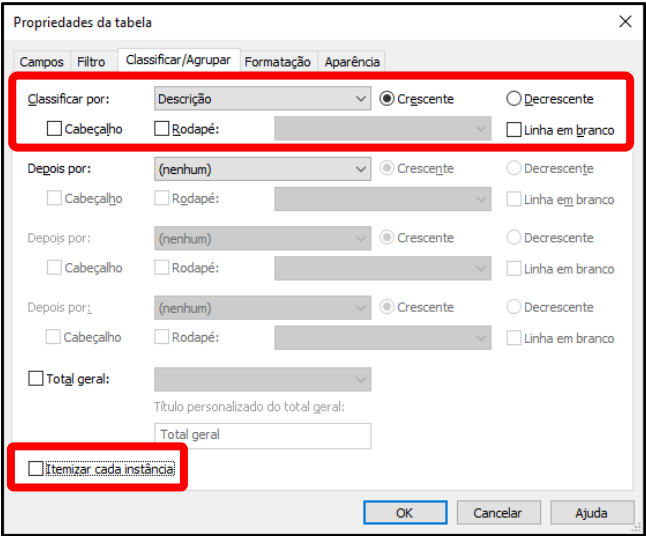 Propriedades da tabela
Campos Filtro Classificar/Agrupar Formatação Aparência
Classificar por: Descrição Crescente Decrescente
Cabeçalho Rodapé: Linha em branco
Depois por: (nenhum) Crescente Decrescente
Cabeçalho Rodapé: Linha em branco
Depois por: (nenhum) Crescente Decrescente
Cabeçalho Rodapé: Linha em branco
Depois por: (nenhum) Crescente Decrescente
Cabeçalho Rodapé: Linha em branco
Total geral:
Título personalizado do total geral:
Total geral
Itemizar cada instância
OK Cancelar Ajuda